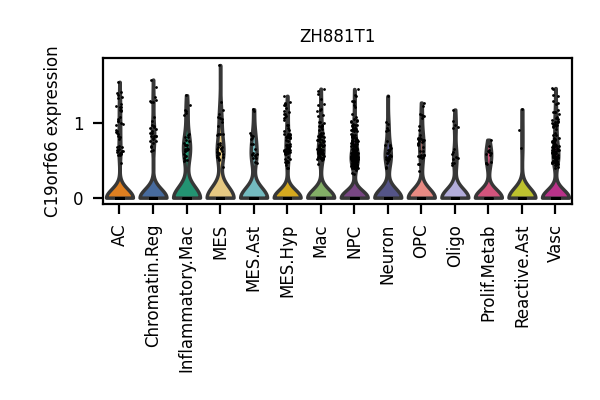 ZH881T1
C19orf66 expression
1
0
AC
Chromatin.Reg
Inflammatory.Mac
MES
MES.Ast
MES.Hyp
Mac
NPC
Neuron
OPC
Oligo
Prolif.Metab
Reactive.Ast
Vasc